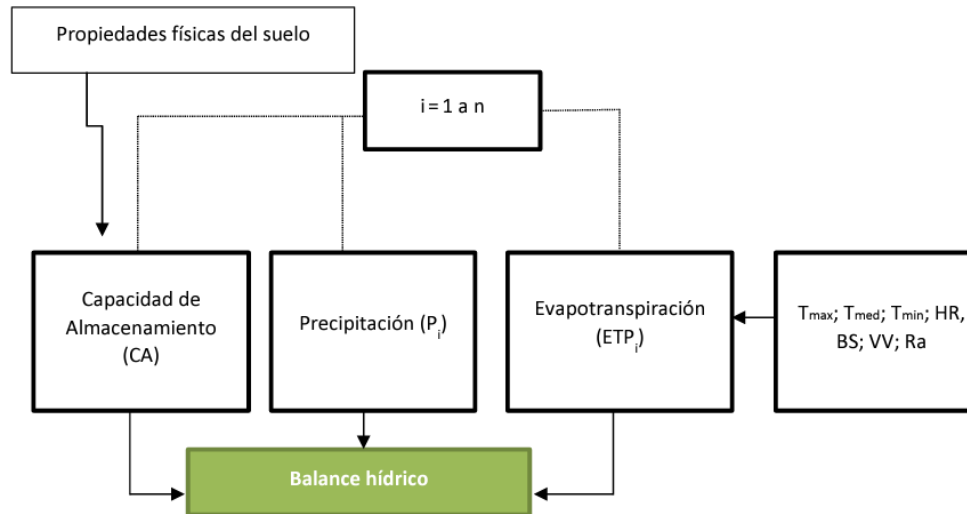 Propiedades físicas del suelo
i = 1 a n
Capacidad de
Almacenamiento
(CA)
Precipitación (Pi)
Evapotranspiración
(ETPi)
Tmax; Tmed; Tmin; HR,
BS; VV; Ra
Balance hídrico